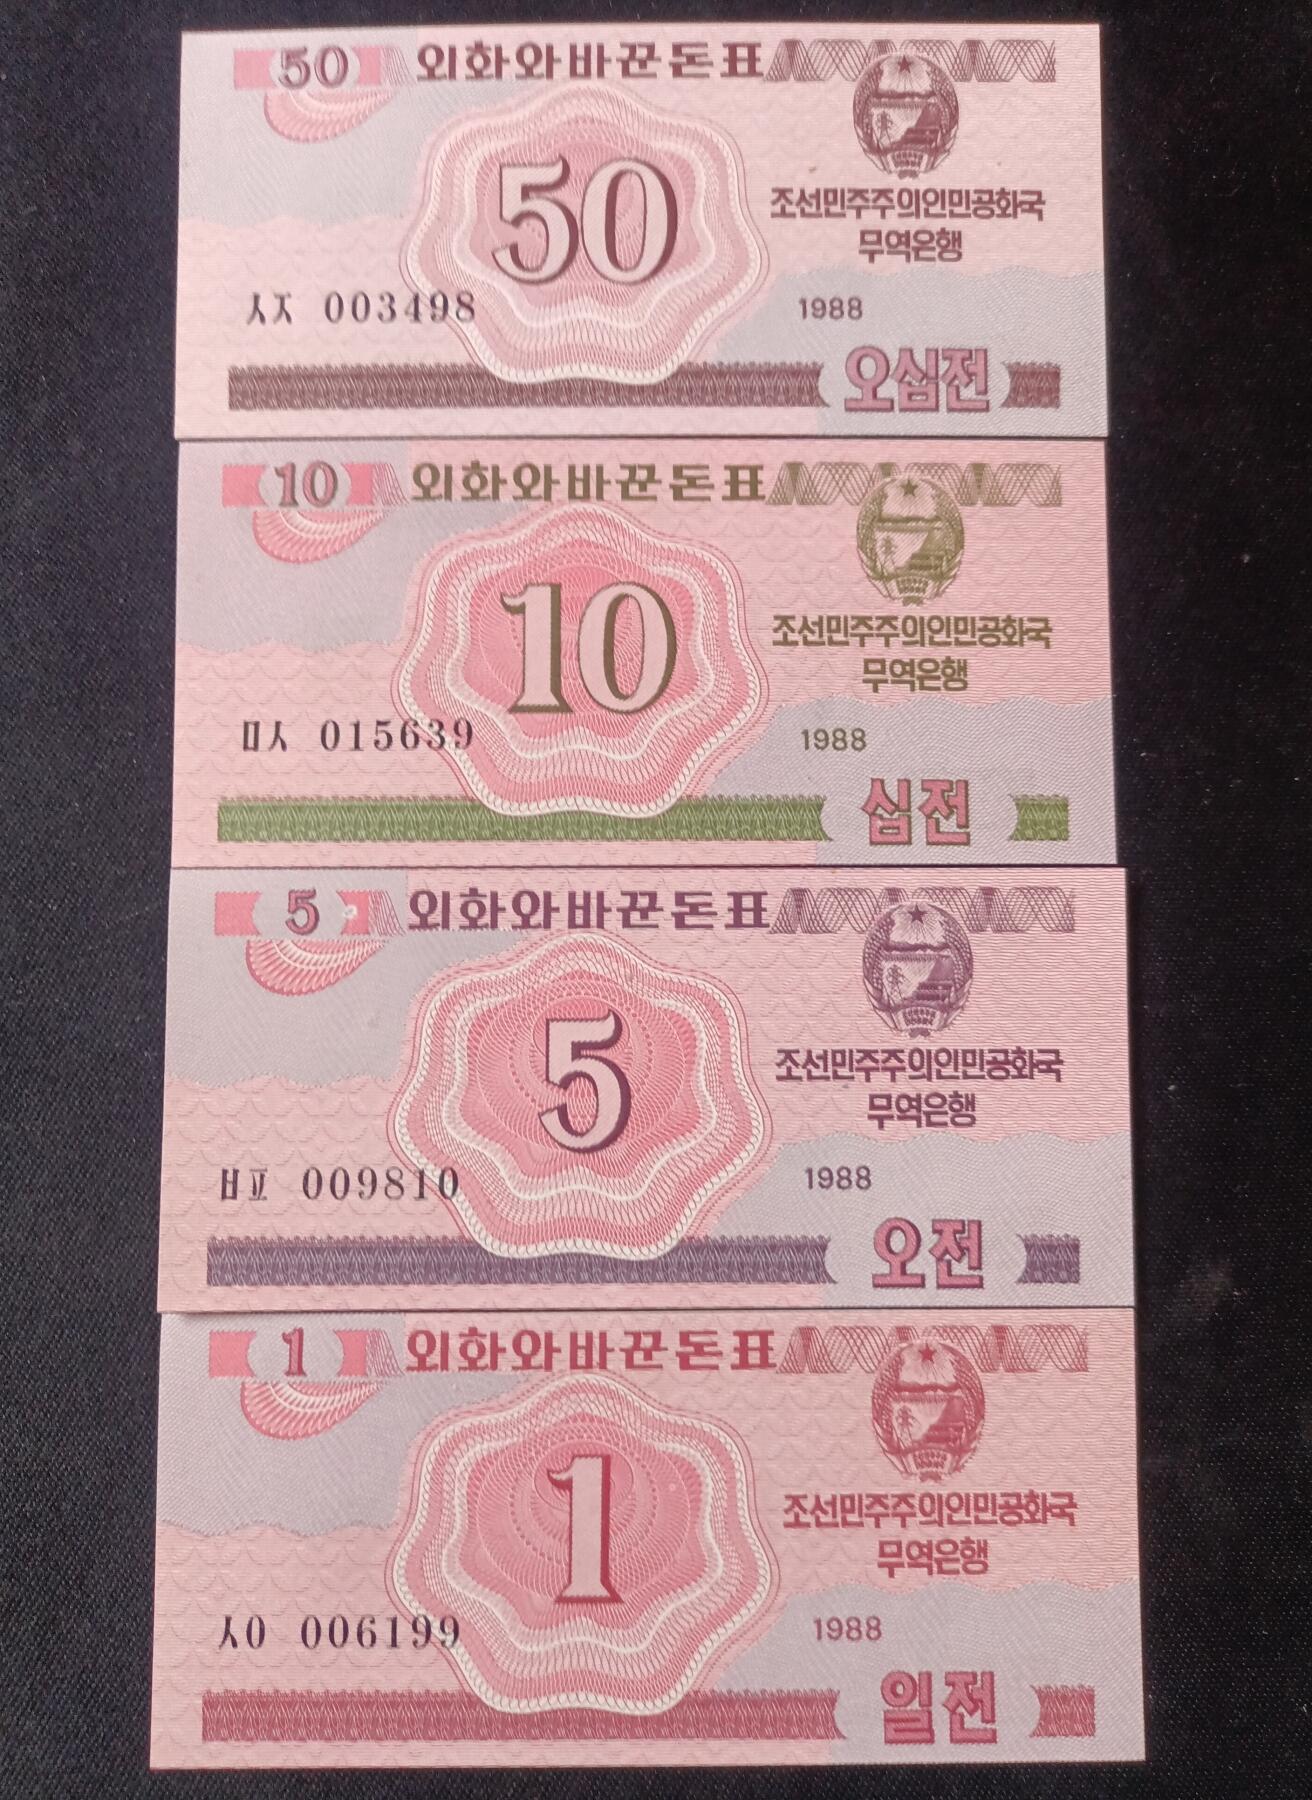 50 외화와바꾼돈표
50
조선민주주의인민공화국
무역은행
ㅅㅈ 003498
1988
오십전
10 외화와바꾼돈표
10
조선민주주의인민공화국
무역은행
ㅁㅅ 015639
1988
십전
5 외화와바꾼돈표
5
조선민주주의인민공화국
무역은행
ㅂㅍ 009810
1988
오전
1 외화와바꾼돈표
1
조선민주주의인민공화국
무역은행
ㅅㅇ 006199
1988
일전